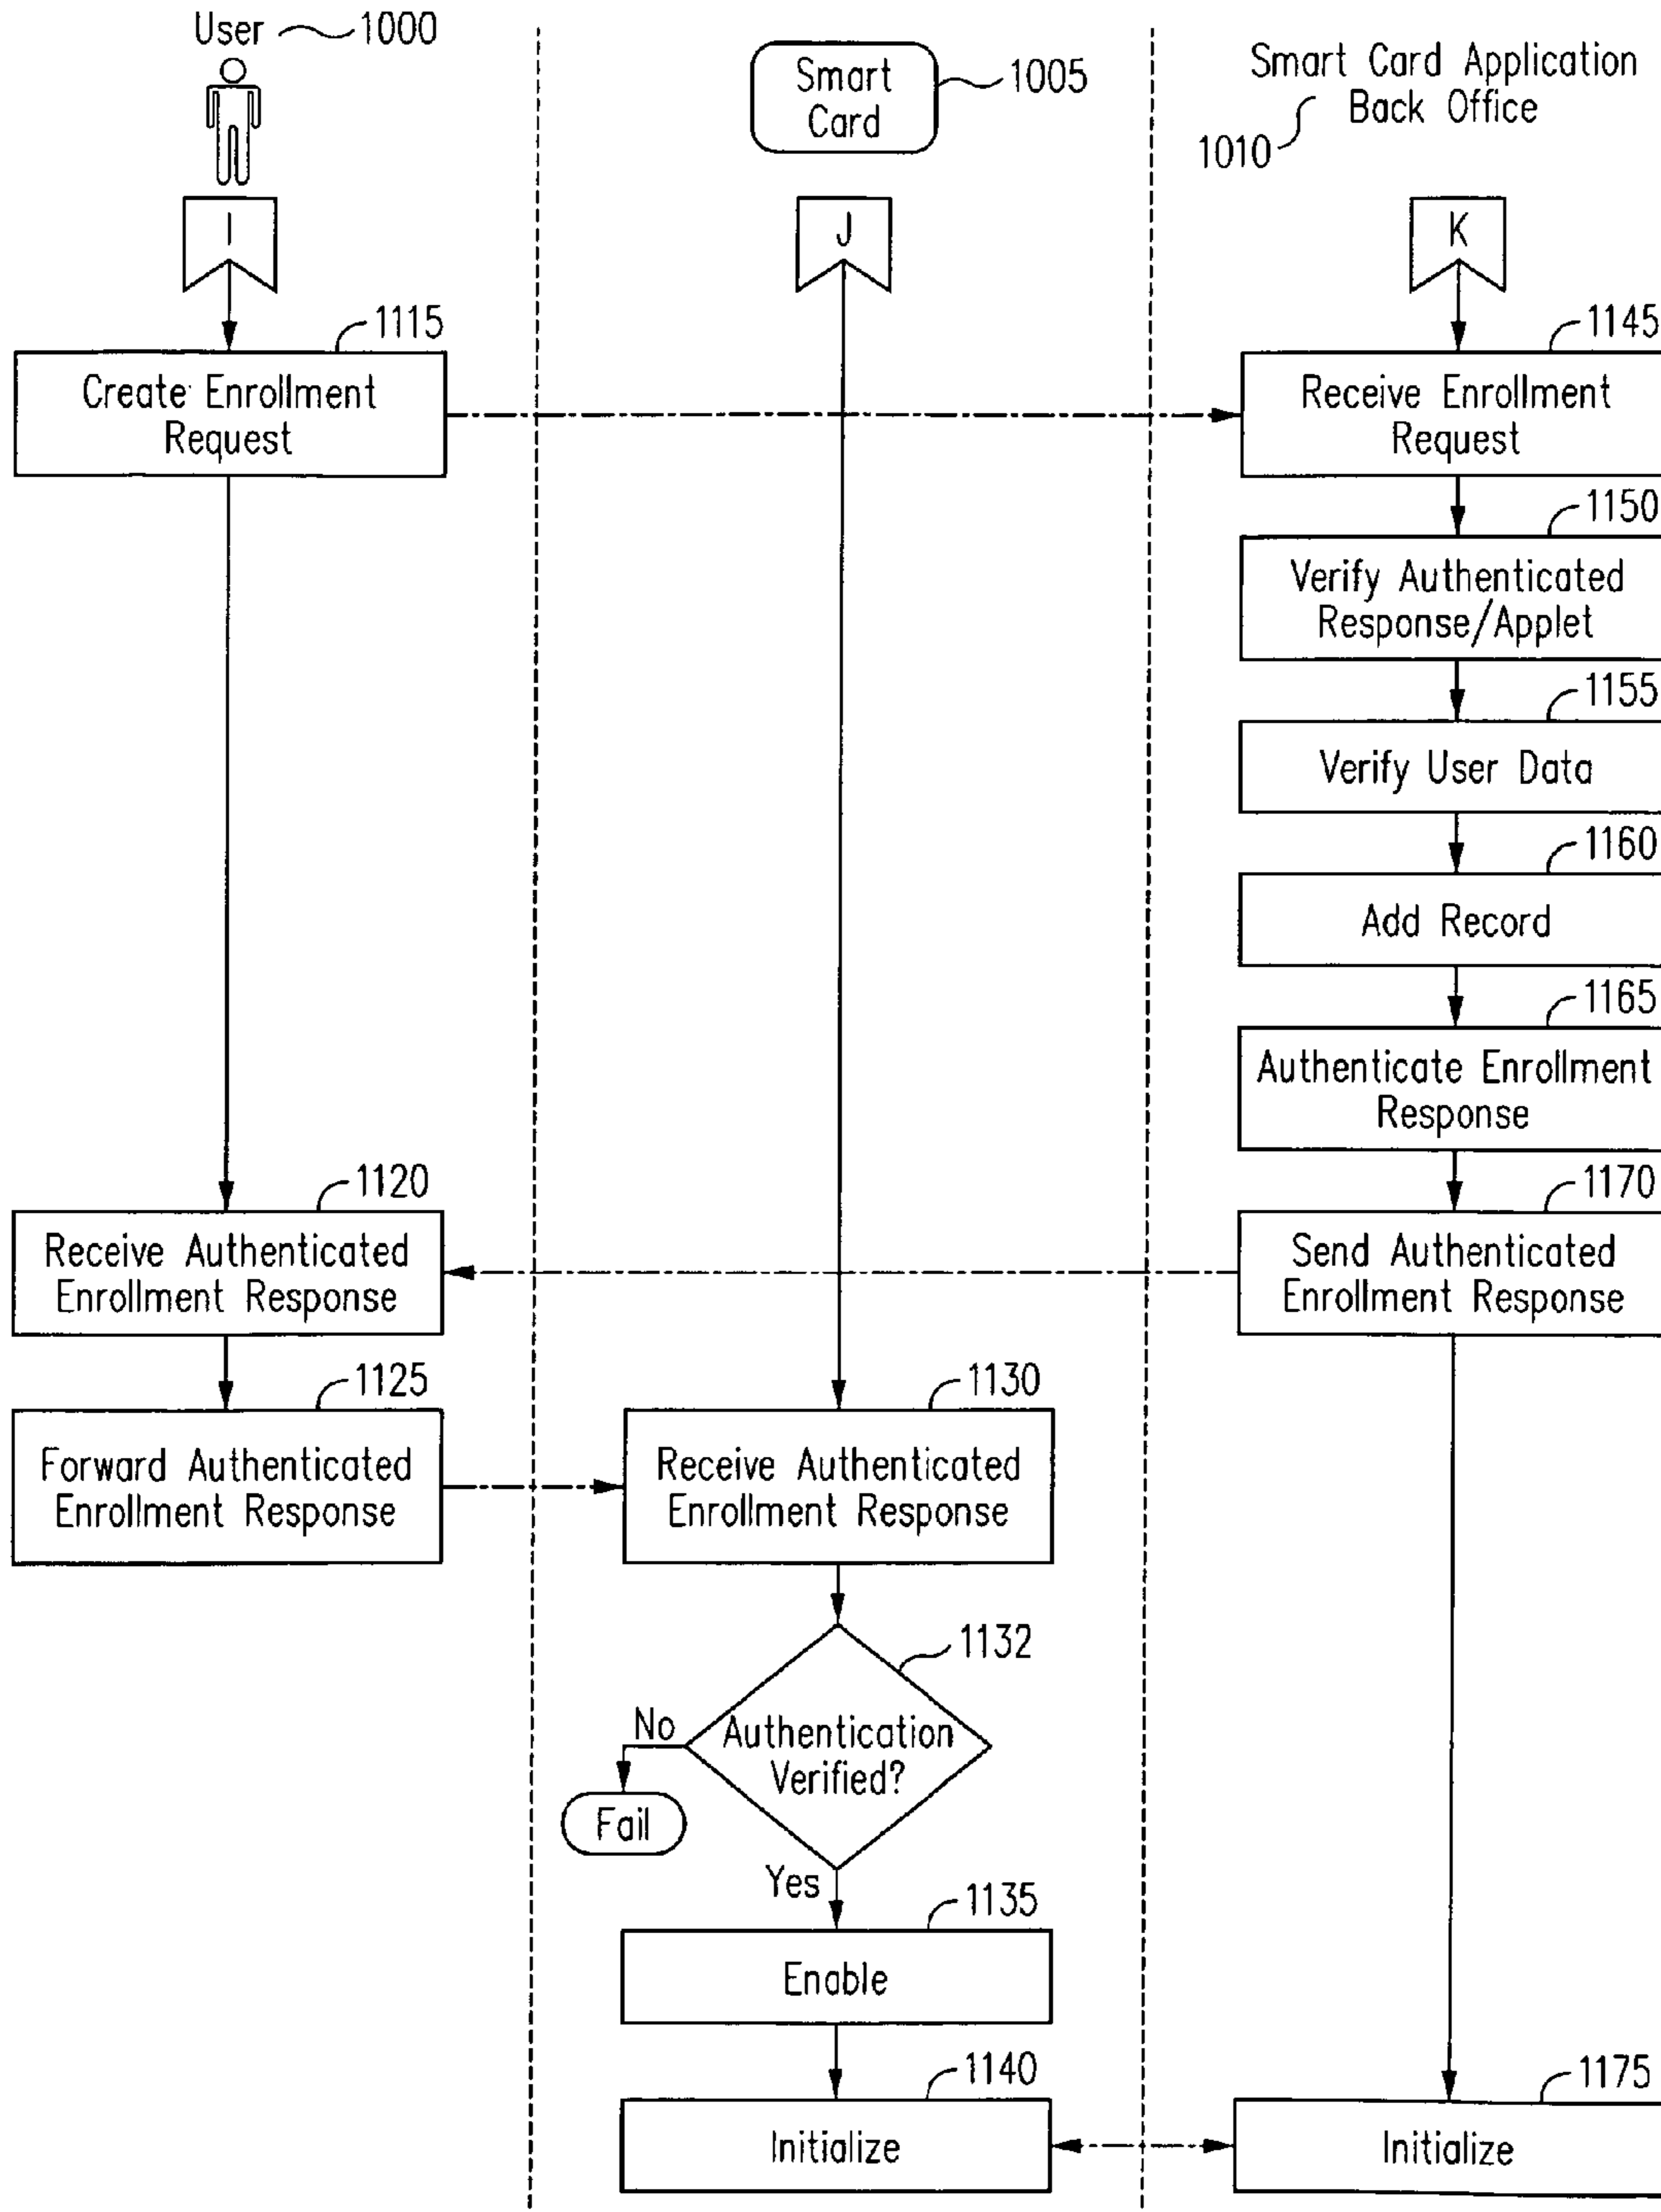 User 1000
Smart
Card
1005
Smart Card Application
Back Office
1010
I
J
K
1115
Create Enrollment
Request
1145
Receive Enrollment
Request
1150
Verify Authenticated
Response/Applet
1155
Verify User Data
1160
Add Record
1165
Authenticate Enrollment
Response
1120
Receive Authenticated
Enrollment Response
1170
Send Authenticated
Enrollment Response
1125
Forward Authenticated
Enrollment Response
1130
Receive Authenticated
Enrollment Response
1132
Authentication
Verified?
No
Fail
Yes
1135
Enable
1140
Initialize
1175
Initialize